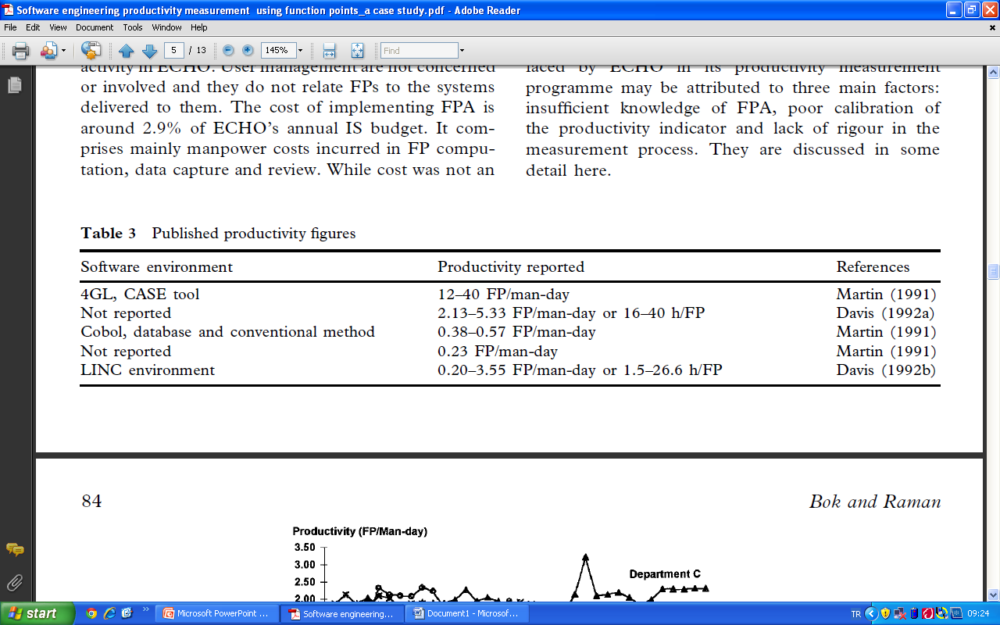 Software engineering productivity measurement using function points_a case study.pdf - Adobe Reader
File Edit View Document Tools Window Help
5 / 13 145% Find
activity in ECHO. User management are not concerned
or involved and they do not relate FPs to the systems
delivered to them. The cost of implementing FPA is
around 2.9% of ECHO's annual IS budget. It com-
prises mainly manpower costs incurred in FP compu-
tation, data capture and review. While cost was not an
faced by ECHO in its productivity measurement
programme may be attributed to three main factors:
insufficient knowledge of FPA, poor calibration of
the productivity indicator and lack of rigour in the
measurement process. They are discussed in some
detail here.
Table 3 Published productivity figures
Software environment Productivity reported References
4GL, CASE tool 12–40 FP/man-day Martin (1991)
Not reported 2.13–5.33 FP/man-day or 16–40 h/FP Davis (1992a)
Cobol, database and conventional method 0.38–0.57 FP/man-day Martin (1991)
Not reported 0.23 FP/man-day Martin (1991)
LINC environment 0.20–3.55 FP/man-day or 1.5–26.6 h/FP Davis (1992b)
84 Bok and Raman
Productivity (FP/Man-day)
3.50
3.00
2.50
2.00
Department C
start Microsoft PowerPoint ... Software engineering... Document1 - Microsof... TR 09:24